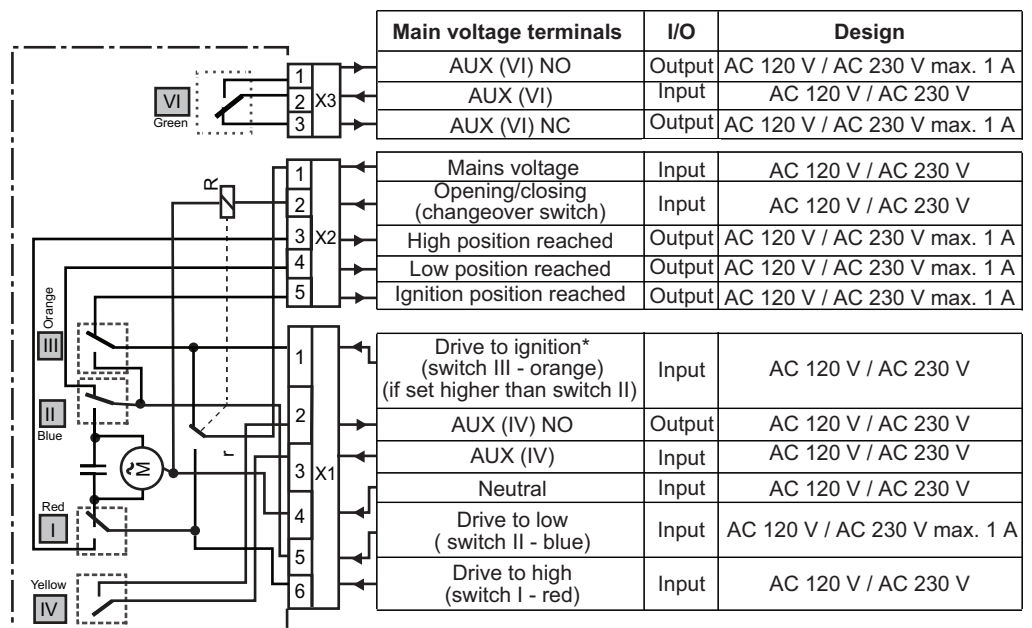 Main voltage terminals I/O Design
AUX (VI) NO Output AC 120 V / AC 230 V max. 1 A
AUX (VI) Input AC 120 V / AC 230 V
AUX (VI) NC Output AC 120 V / AC 230 V max. 1 A
VI
Green
1
2
3
X3
Mains voltage Input AC 120 V / AC 230 V
Opening/closing
(changeover switch) Input AC 120 V / AC 230 V
High position reached Output AC 120 V / AC 230 V max. 1 A
Low position reached Output AC 120 V / AC 230 V max. 1 A
Ignition position reached Output AC 120 V / AC 230 V max. 1 A
R
1
2
3
4
5
X2
Orange
III
II
Blue
M
~
r
Red
I
Yellow
IV
1
2
3
4
5
6
X1
Drive to ignition*
(switch III - orange)
(if set higher than switch II) Input AC 120 V / AC 230 V
AUX (IV) NO Output AC 120 V / AC 230 V
AUX (IV) Input AC 120 V / AC 230 V
Neutral Input AC 120 V / AC 230 V
Drive to low
( switch II - blue) Input AC 120 V / AC 230 V max. 1 A
Drive to high
(switch I - red) Input AC 120 V / AC 230 V